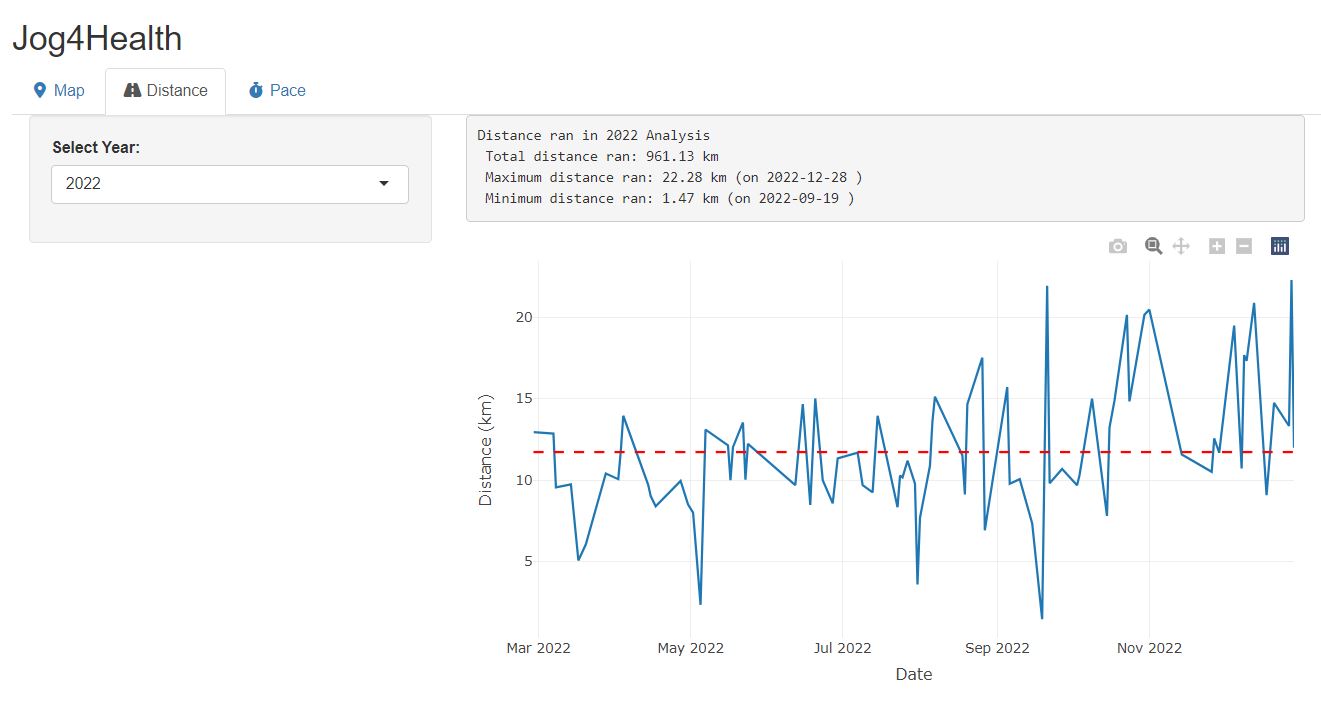 Jog4Health
Map
Distance
Pace
Select Year:
2022
Distance ran in 2022 Analysis
Total distance ran: 961.13 km
Maximum distance ran: 22.28 km (on 2022-12-28 )
Minimum distance ran: 1.47 km (on 2022-09-19 )
20
15
10
5
Distance (km)
Mar 2022
May 2022
Jul 2022
Sep 2022
Nov 2022
Date